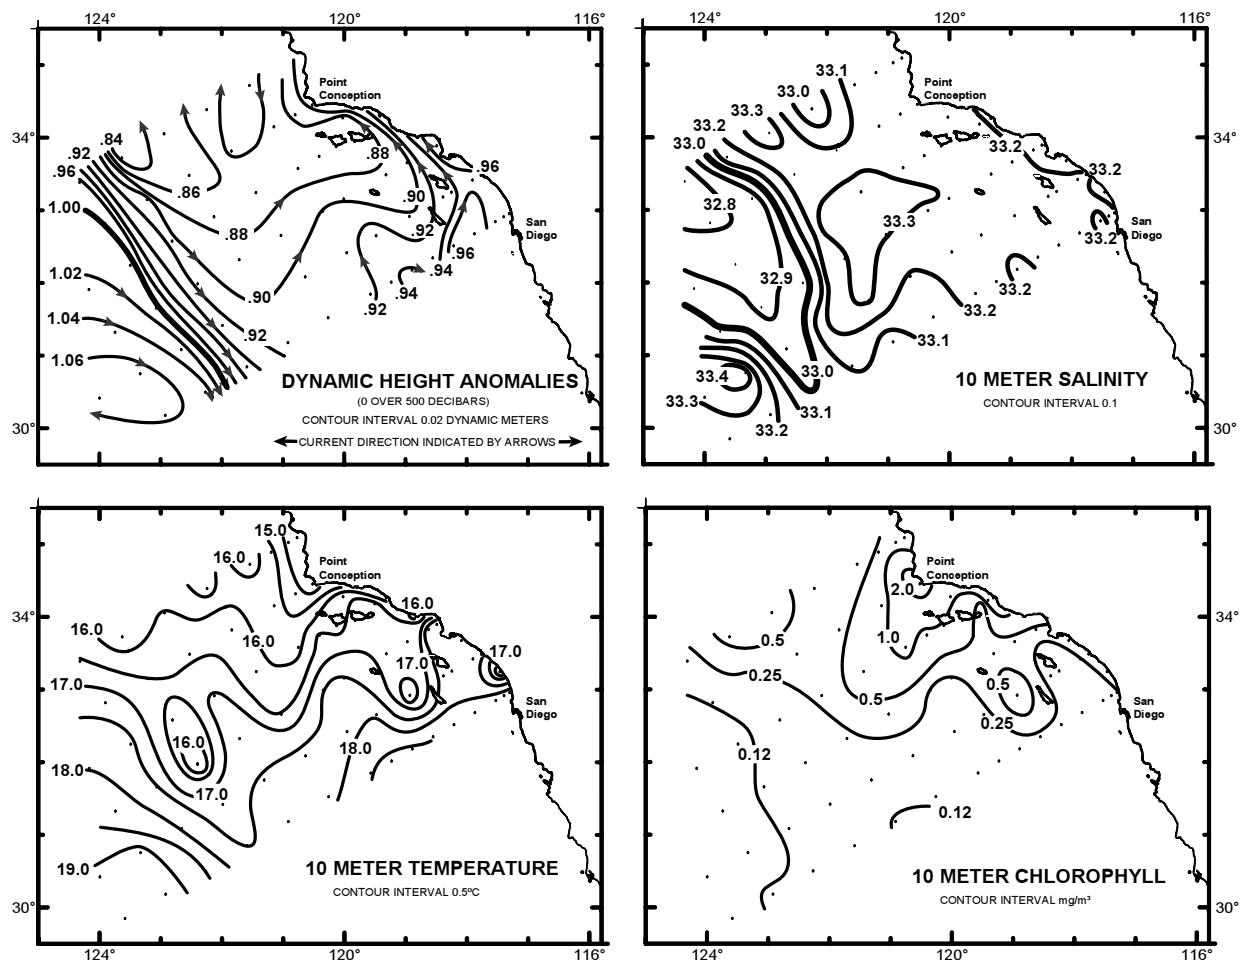 124° 120° 116°
Point
Conception
34°
.84
.92
.96
1.00
.86
.88
.88
.90
.96
.92
.96
.94
.94
.92
San
Diego
1.02
1.04
1.06
.90
.92
DYNAMIC HEIGHT ANOMALIES
(0 OVER 500 DECIBARS)
CONTOUR INTERVAL 0.02 DYNAMIC METERS
CURRENT DIRECTION INDICATED BY ARROWS
30°
124° 120° 116°
Point
Conception
34°
33.1
33.0
33.3
33.2
33.0
32.8
32.9
33.3
33.2
33.2
33.2
San
Diego
33.2
33.2
33.1
33.0
33.4
33.3
33.1
33.2
10 METER SALINITY
CONTOUR INTERVAL 0.1
30°
15.0
16.0
Point
Conception
34°
16.0
16.0
16.0
17.0
17.0
17.0
San
Diego
16.0
18.0
18.0
17.0
19.0
10 METER TEMPERATURE
CONTOUR INTERVAL 0.5ºC
30°
124° 120° 116°
Point
Conception
34°
2.0
1.0
0.5
0.25
0.5
0.5
0.25
San
Diego
0.12
0.12
10 METER CHLOROPHYLL
CONTOUR INTERVAL mg/m³
30°
124° 120° 116°